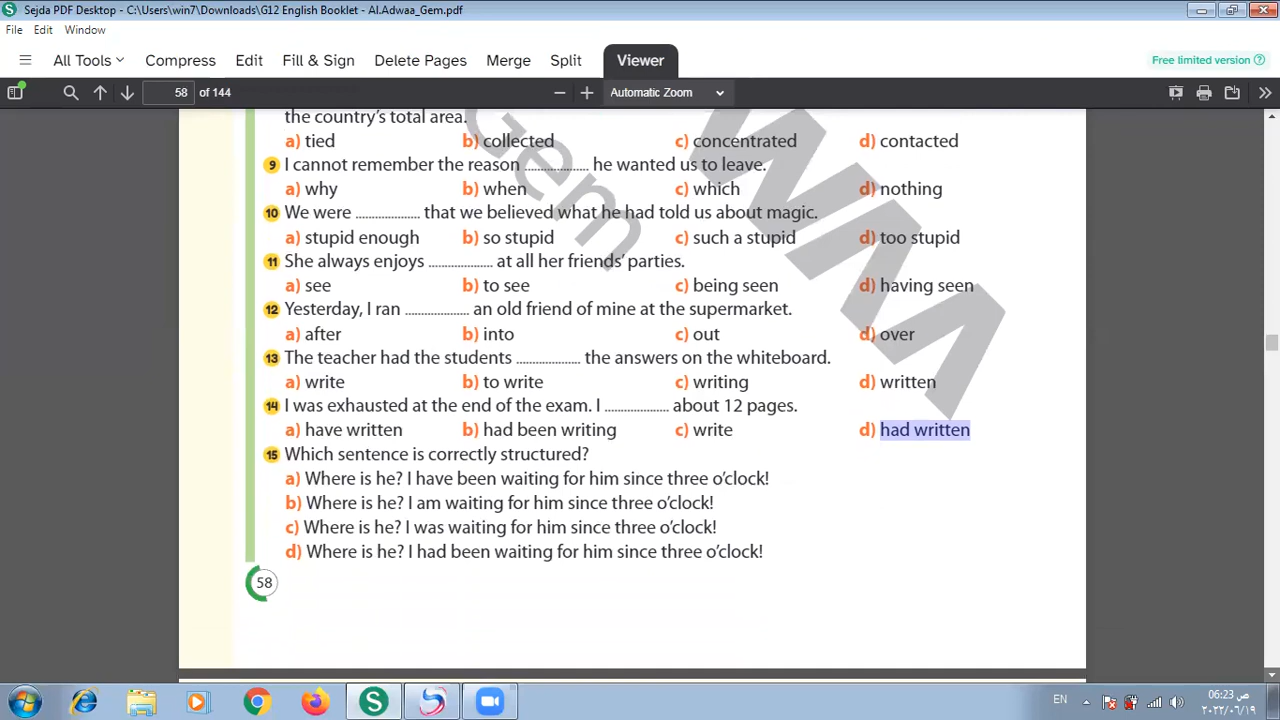 Sejda PDF Desktop - C:\Users\win7\Downloads\G12 English Booklet - Al.Adwaa_Gem.pdf
File Edit Window
All Tools Compress Edit Fill & Sign Delete Pages Merge Split Viewer Free limited version
58 of 144 Automatic Zoom
the country's total area.
a) tied b) collected c) concentrated d) contacted
9 I cannot remember the reason ................... he wanted us to leave.
a) why b) when c) which d) nothing
10 We were ................... that we believed what he had told us about magic.
a) stupid enough b) so stupid c) such a stupid d) too stupid
11 She always enjoys ................... at all her friends' parties.
a) see b) to see c) being seen d) having seen
12 Yesterday, I ran ................... an old friend of mine at the supermarket.
a) after b) into c) out d) over
13 The teacher had the students ................... the answers on the whiteboard.
a) write b) to write c) writing d) written
14 I was exhausted at the end of the exam. I ................... about 12 pages.
a) have written b) had been writing c) write d) had written
15 Which sentence is correctly structured?
a) Where is he? I have been waiting for him since three o'clock!
b) Where is he? I am waiting for him since three o'clock!
c) Where is he? I was waiting for him since three o'clock!
d) Where is he? I had been waiting for him since three o'clock!
58
Gem
EN
06:23 ص
٢٠٢٢/٠٦/١٩